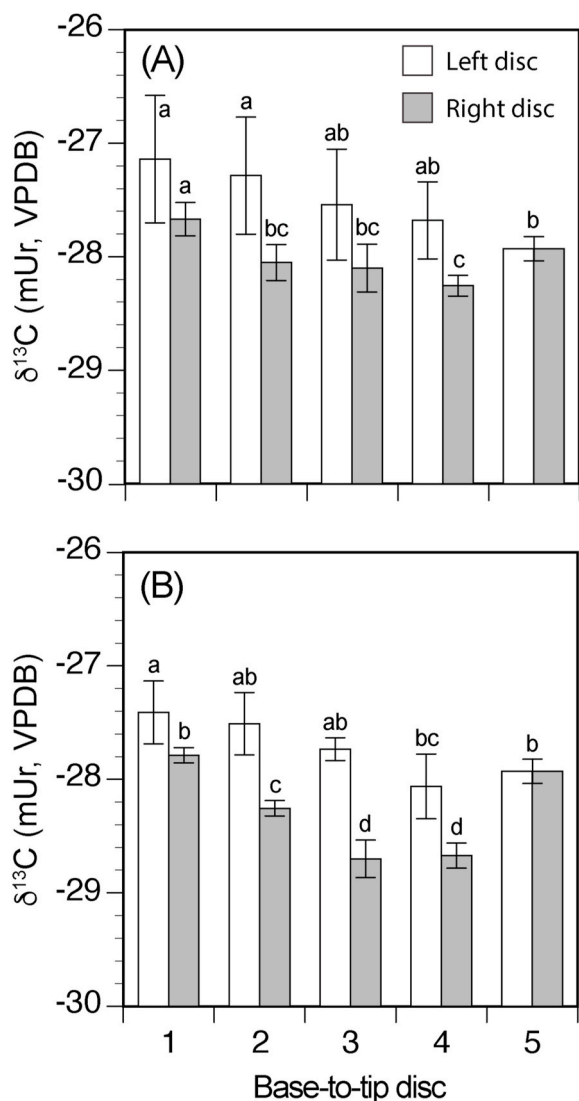 (A)
Left disc
Right disc
δ¹³C (mUr, VPDB)
-26
-27
-28
-29
-30
a a a bc ab bc ab c b
(B)
δ¹³C (mUr, VPDB)
-26
-27
-28
-29
-30
a b ab c ab d bc d b
1 2 3 4 5
Base-to-tip disc